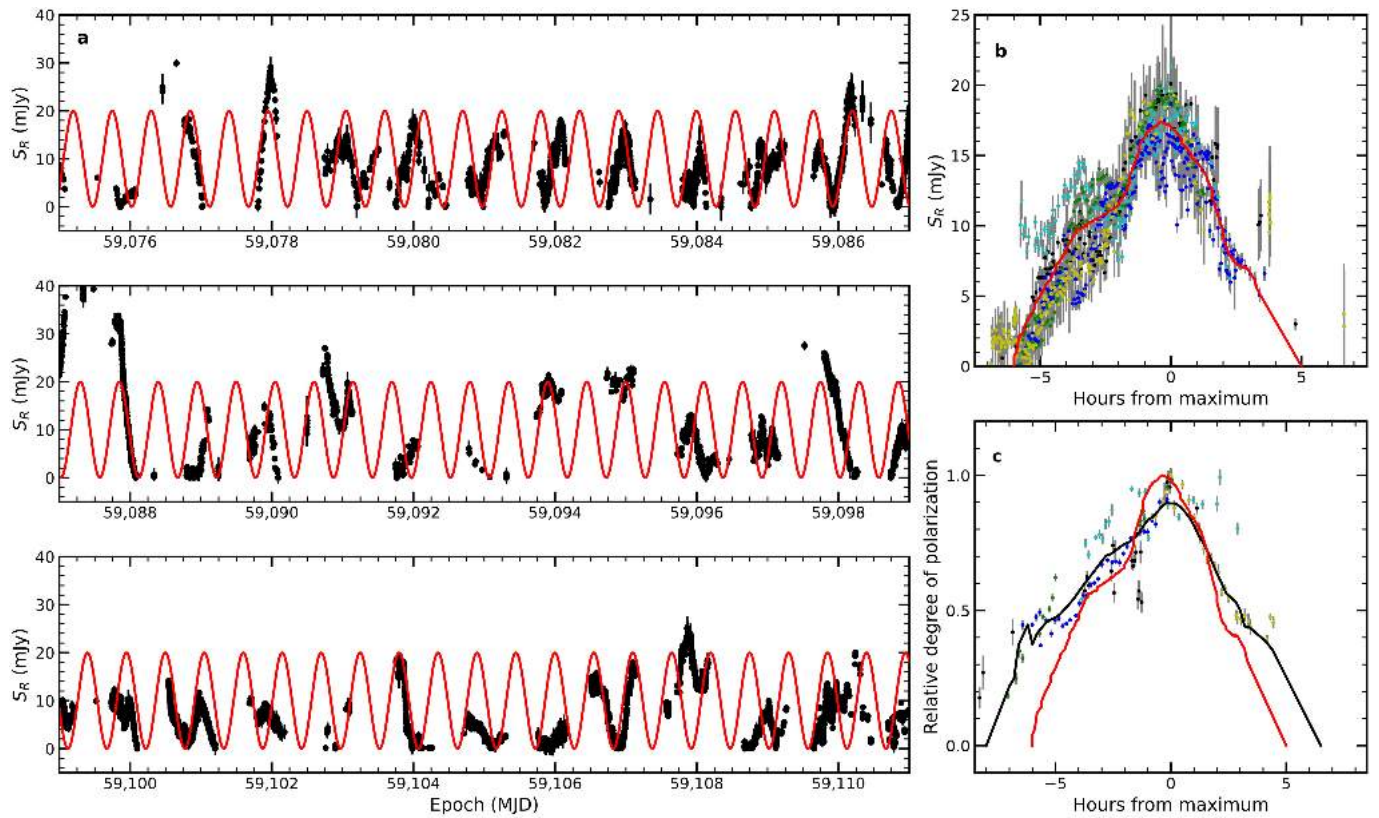 a
40
30
20
10
0
S_R (mJy)
59,076 59,078 59,080 59,082 59,084 59,086
40
30
20
10
0
S_R (mJy)
59,088 59,090 59,092 59,094 59,096 59,098
40
30
20
10
0
S_R (mJy)
59,100 59,102 59,104 59,106 59,108 59,110
Epoch (MJD)
b
25
20
15
10
5
0
S_R (mJy)
−5 0 5
Hours from maximum
c
1.0
0.5
0.0
Relative degree of polarization
−5 0 5
Hours from maximum